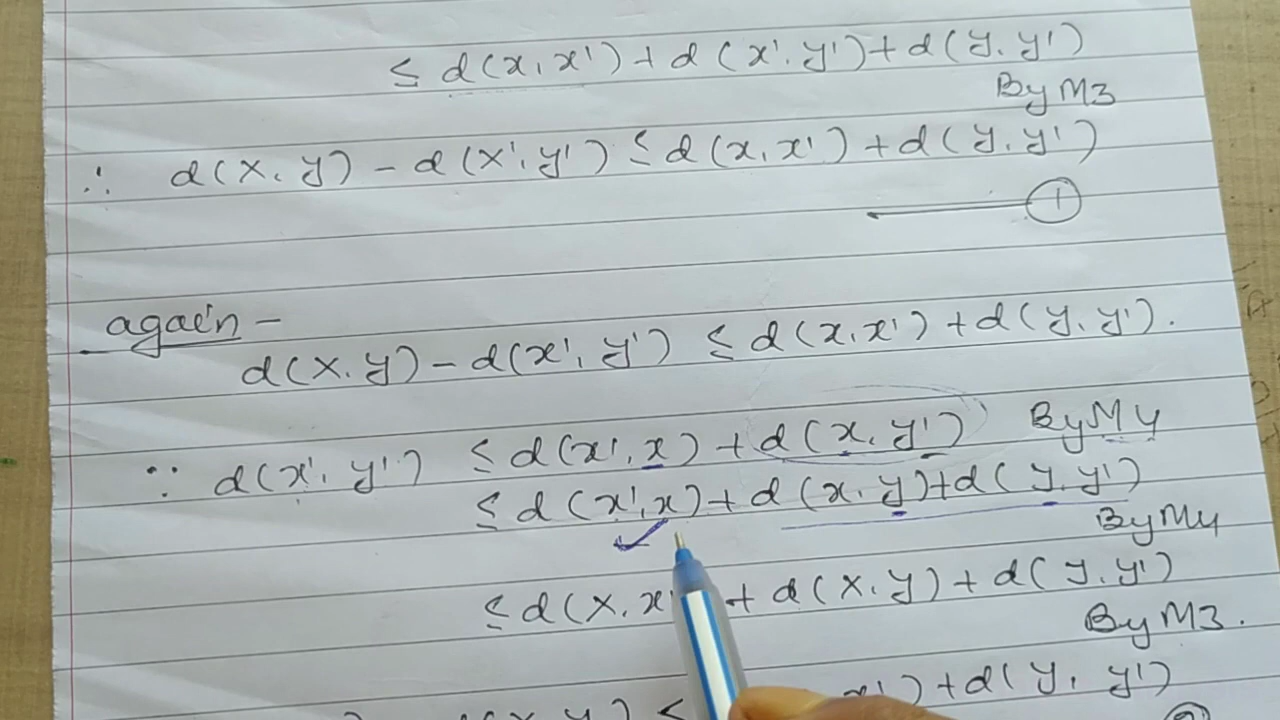 ≤ d(x, x') + d(x'. y') + d(y. y')
By M3
∴ d(x. y) - d(x', y') ≤ d(x, x') + d(y. y')
1
again -
d(x. y) - d(x', y') ≤ d(x, x') + d(y. y').
∵ d(x', y') ≤ d(x', x) + d(x, y') By M4
≤ d(x', x) + d(x, y) + d(y. y')
By M4
≤ d(x. x' + d(x. y) + d(y. y')
By M3.
(x. y) ≤ x') + d(y, y')